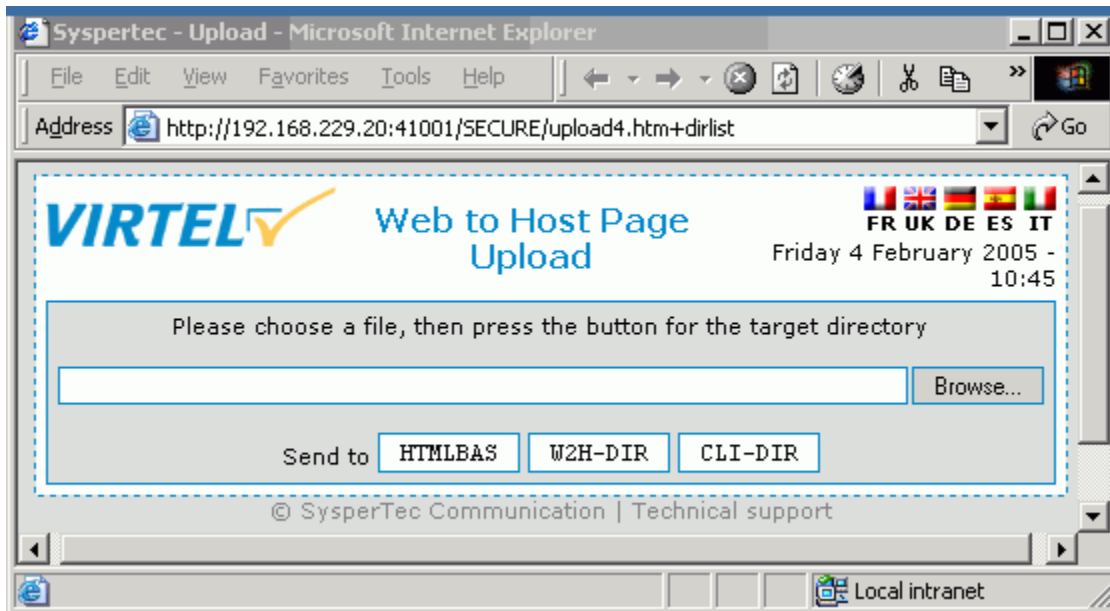 Syspertec - Upload - Microsoft Internet Explorer
File Edit View Favorites Tools Help »
Address http://192.168.229.20:41001/SECURE/upload4.htm+dirlist Go
VIRTEL
Web to Host Page
Upload
FR UK DE ES IT
Friday 4 February 2005 -
10:45
Please choose a file, then press the button for the target directory
Browse...
Send to HTMLBAS W2H-DIR CLI-DIR
© SysperTec Communication | Technical support
Local intranet